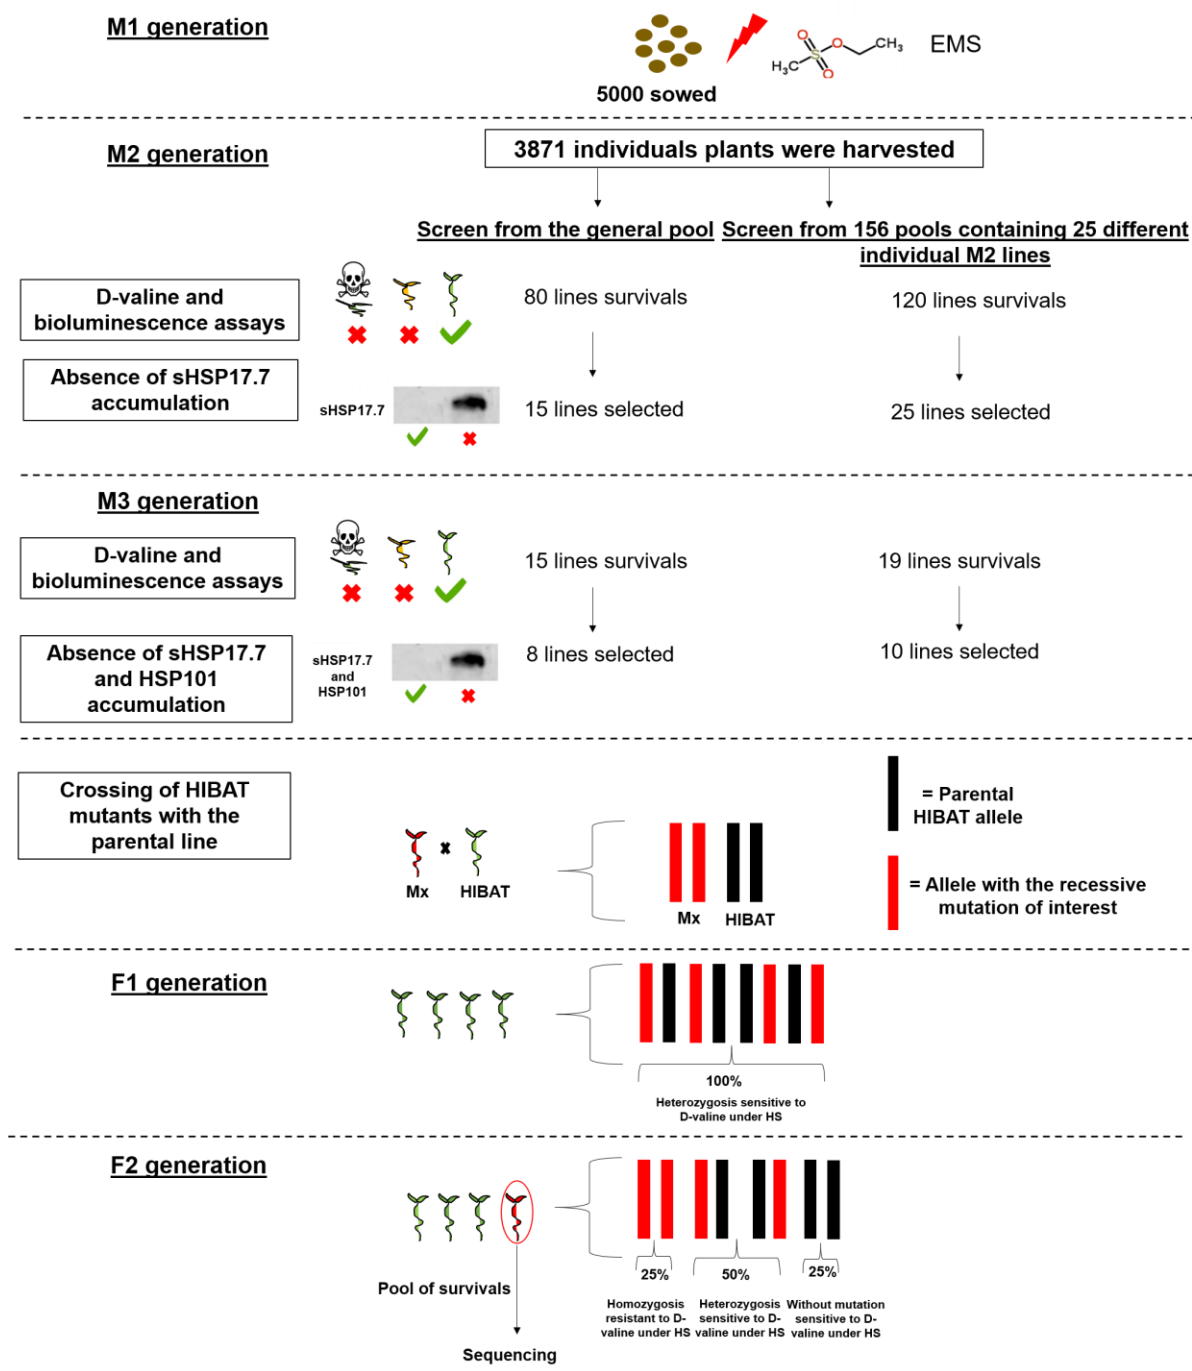 M1 generation
H₃C
S
O
O
O
CH₃
EMS
5000 sowed
M2 generation
3871 individuals plants were harvested
Screen from the general pool
Screen from 156 pools containing 25 different
individual M2 lines
D-valine and
bioluminescence assays
80 lines survivals
120 lines survivals
Absence of sHSP17.7
accumulation
sHSP17.7
15 lines selected
25 lines selected
M3 generation
D-valine and
bioluminescence assays
15 lines survivals
19 lines survivals
Absence of sHSP17.7
and HSP101
accumulation
sHSP17.7
and
HSP101
8 lines selected
10 lines selected
Crossing of HIBAT
mutants with the
parental line
Mx
x
HIBAT
Mx
HIBAT
= Parental
HIBAT allele
= Allele with the recessive
mutation of interest
F1 generation
100%
Heterozygosis sensitive to
D-valine under HS
F2 generation
Pool of survivals
Sequencing
25%
50%
25%
Homozygosis
resistant to D-
valine under HS
Heterozygosis
sensitive to D-
valine under HS
Without mutation
sensitive to D-
valine under HS